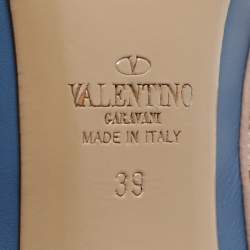 V
VALENTINO
GARAVANI
MADE IN ITALY
39